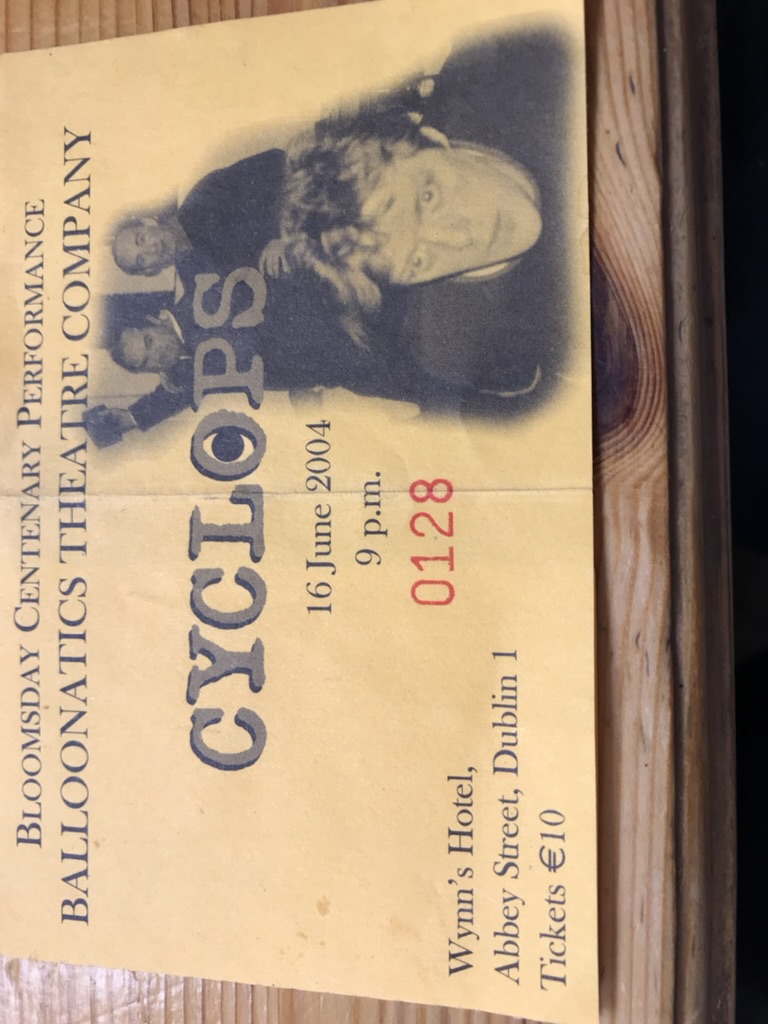 BLOOMSDAY CENTENARY PERFORMANCE
BALLOONATICS THEATRE COMPANY
CYCLOPS
16 June 2004
9 p.m.
0128
Wynn's Hotel,
Abbey Street, Dublin 1
Tickets €10